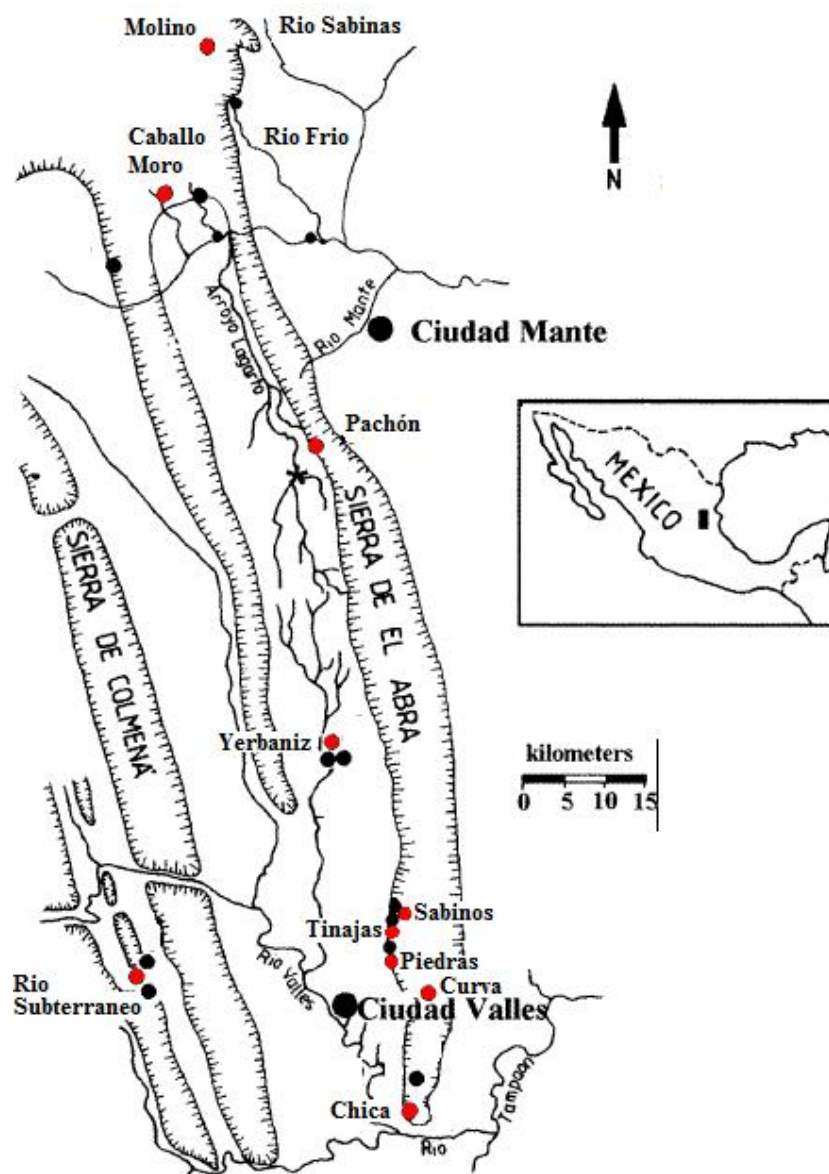 Molino
Rio Sabinas
Caballo
Moro
Rio Frio
N
Arroyo Lagarto
Rio Mante
Ciudad Mante
Pachón
MEXICO
SIERRA DE EL ABRA
SIERRA DE COLMENA
Yerbaniz
kilometers
0 5 10 15
Sabinos
Tinajas
Piedras
Curva
Rio
Subterraneo
Rio Valles
Ciudad Valles
Chica
Rio
Tampaon